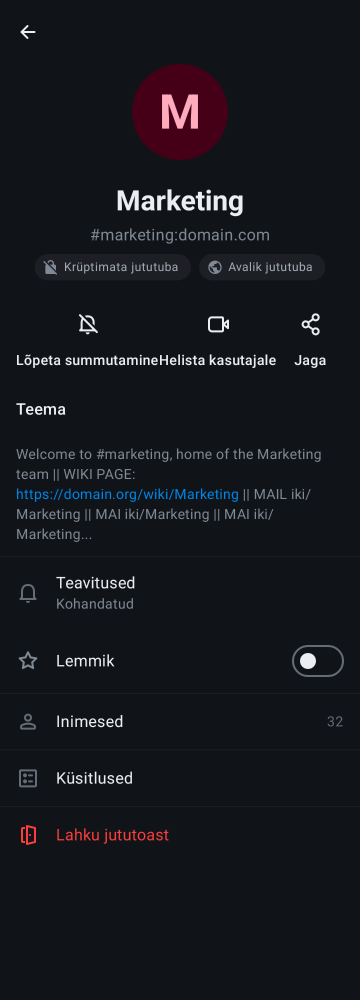 M
Marketing
#marketing:domain.com
Krüptimata jututuba
Avalik jututuba
Lõpeta summutamine
Helista kasutajale
Jaga
Teema
Welcome to #marketing, home of the Marketing
team || WIKI PAGE:
https://domain.org/wiki/Marketing || MAIL iki/
Marketing || MAI iki/Marketing || MAI iki/
Marketing...
Teavitused
Kohandatud
Lemmik
Inimesed
32
Küsitlused
Lahku jututoast